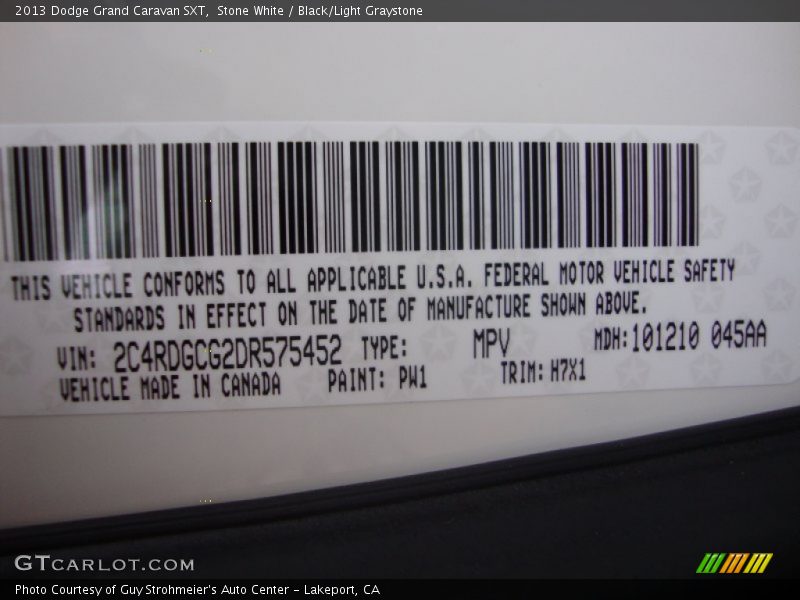 2013 Dodge Grand Caravan SXT,  Stone White / Black/Light Graystone
THIS VEHICLE CONFORMS TO ALL APPLICABLE U.S.A. FEDERAL MOTOR VEHICLE SAFETY
STANDARDS IN EFFECT ON THE DATE OF MANUFACTURE SHOWN ABOVE.
VIN: 2C4RDGCG2DR575452 TYPE: MPV MDH:101210 045AA
VEHICLE MADE IN CANADA PAINT: PW1 TRIM: H7X1
GTCARLOT.COM
Photo Courtesy of Guy Strohmeier's Auto Center - Lakeport, CA